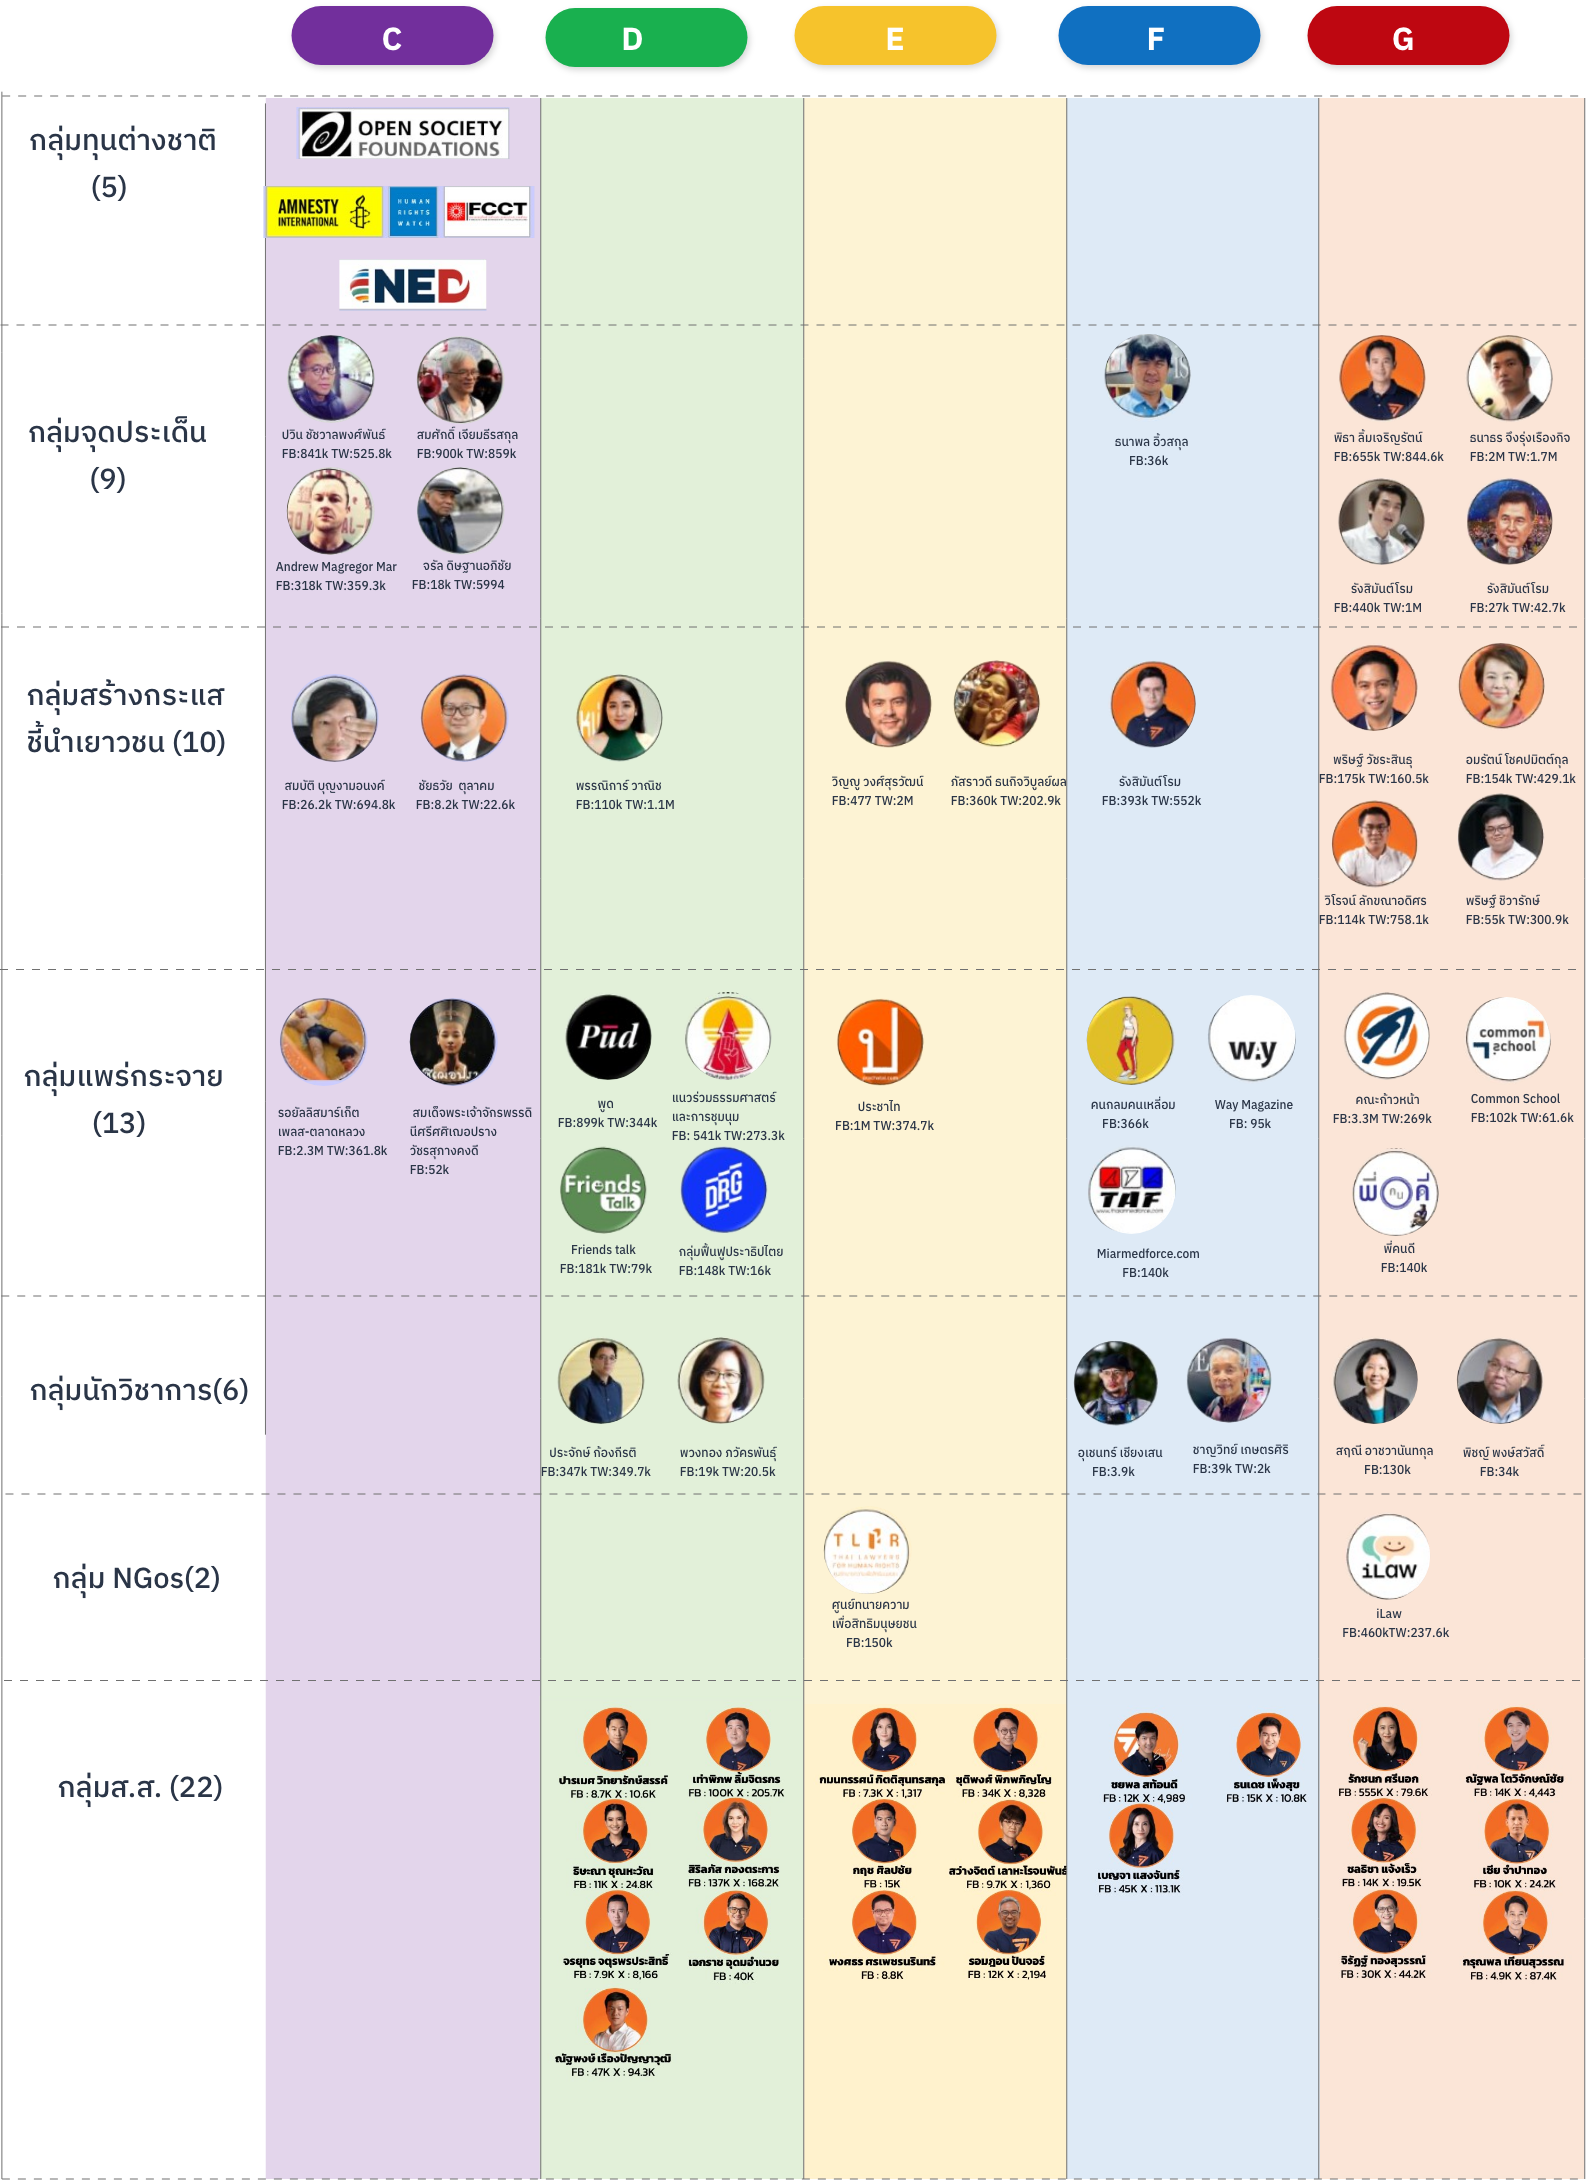 C
D
E
F
G
กลุ่มทุนต่างชาติ
(5)
OPEN SOCIETY
FOUNDATIONS
AMNESTY
INTERNATIONAL
HUMAN
RIGHTS
WATCH
FCCT
NED
กลุ่มจุดประเด็น
(9)
ปวิน ชัชวาลพงศ์พันธ์
FB:841k TW:525.8k
สมศักดิ์ เจียมธีรสกุล
FB:900k TW:859k
Andrew Magregor Mar
FB:318k TW:359.3k
จรัล ดิษฐานอภิชัย
FB:18k TW:5994
ธนาพล อิ๋วสกุล
FB:36k
พิธา ลิ้มเจริญรัตน์
FB:655k TW:844.6k
ธนาธร จึงรุ่งเรืองกิจ
FB:2M TW:1.7M
รังสิมันต์โรม
FB:440k TW:1M
รังสิมันต์โรม
FB:27k TW:42.7k
กลุ่มสร้างกระแส
ชี้นำเยาวชน (10)
สมบัติ บุญงามอนงค์
FB:26.2k TW:694.8k
ชัยธวัย ตุลาคม
FB:8.2k TW:22.6k
พรรณิการ์ วาณิช
FB:110k TW:1.1M
วิญญู วงศ์สุรวัฒน์
FB:477 TW:2M
ภัสราวดี ธนกิจวิบูลย์ผล
FB:360k TW:202.9k
รังสิมันต์โรม
FB:393k TW:552k
พริษฐ์ วัชระสินธุ
FB:175k TW:160.5k
อมรัตน์ โชคปมิตต์กุล
FB:154k TW:429.1k
วิโรจน์ ลักขณาอดิศร
FB:114k TW:758.1k
พริษฐ์ ชิวารักษ์
FB:55k TW:300.9k
กลุ่มแพร่กระจาย
(13)
รอยัลลิสมาร์เก็ต
เพลส-ตลาดหลวง
FB:2.3M TW:361.8k
สมเด็จพระเจ้าจักรพรรดิ
นีศรีศศิเฌอปราง
วัชรสุภางคงดี
FB:52k
Pūd
พูด
FB:899k TW:344k
แนวร่วมธรรมศาสตร์
และการชุมนุม
FB: 541k TW:273.3k
Friends
Talk
Friends talk
FB:181k TW:79k
DRG
กลุ่มฟื้นฟูประาธิปไตย
FB:148k TW:16k
ป
ประชาไท
FB:1M TW:374.7k
คนกลมคนเหลื่อม
FB:366k
way
Way Magazine
FB: 95k
TAF
www.thaiarmedforce.com
Miarmedforce.com
FB:140k
คณะก้าวหน้า
FB:3.3M TW:269k
common
school
Common School
FB:102k TW:61.6k
พี่คนดี
FB:140k
กลุ่มนักวิชาการ(6)
ประจักษ์ ก้องกีรติ
FB:347k TW:349.7k
พวงทอง ภวัครพันธุ์
FB:19k TW:20.5k
อุเชนทร์ เชียงเสน
FB:3.9k
ชาญวิทย์ เกษตรศิริ
FB:39k TW:2k
สฤณี อาชวานันทกุล
FB:130k
พิชญ์ พงษ์สวัสดิ์
FB:34k
กลุ่ม NGos(2)
THAI LAWYERS
FOR HUMAN RIGHTS
ศูนย์ทนายความ
เพื่อสิทธิมนุษยชน
FB:150k
iLaw
iLaw
FB:460kTW:237.6k
กลุ่มส.ส. (22)
ปารเมศ วิทยารักษ์สรรค์
FB : 8.7K X : 10.6K
เท่าพิภพ ลิ้มจิตรกร
FB : 100K X : 205.7K
ธิษะณา ชุณหะวัณ
FB : 11K X : 24.8K
สิริลภัส กองตระการ
FB : 137K X : 168.2K
จรยุทธ จตุรพรประสิทธิ์
FB : 7.9K X : 8,166
เอกราช อุดมอำนวย
FB : 40K
ณัฐพงษ์ เรืองปัญญาวุฒิ
FB : 47K X : 94.3K
กมนทรรศน์ กิตติสุนทรสกุล
FB : 7.3K X : 1,317
ชุติพงศ์ พิภพภิญโญ
FB : 34K X : 8,328
กฤช ศิลปชัย
FB : 15K
สว่างจิตต์ เลาหะโรจนพันธ์
FB : 9.7K X : 1,360
พงศธร ศรเพชรนรินทร์
FB : 8.8K
รอมฎอน ปันจอร์
FB : 12K X : 2,194
ชยพล สท้อนดี
FB : 12K X : 4,989
ธนเดช เพ็งสุข
FB : 15K X : 10.8K
เบญจา แสงจันทร์
FB : 45K X : 113.1K
รักชนก ศรีนอก
FB : 555K X : 79.6K
ณัฐพล โตวิจักษณ์ชัย
FB : 14K X : 4,443
ชลธิชา แจ้งเร็ว
FB : 14K X : 19.5K
เซีย จำปาทอง
FB : 10K X : 24.2K
จิรัฏฐ์ ทองสุวรรณ์
FB : 30K X : 44.2K
กรุณพล เทียนสุวรรณ
FB : 4.9K X : 87.4K